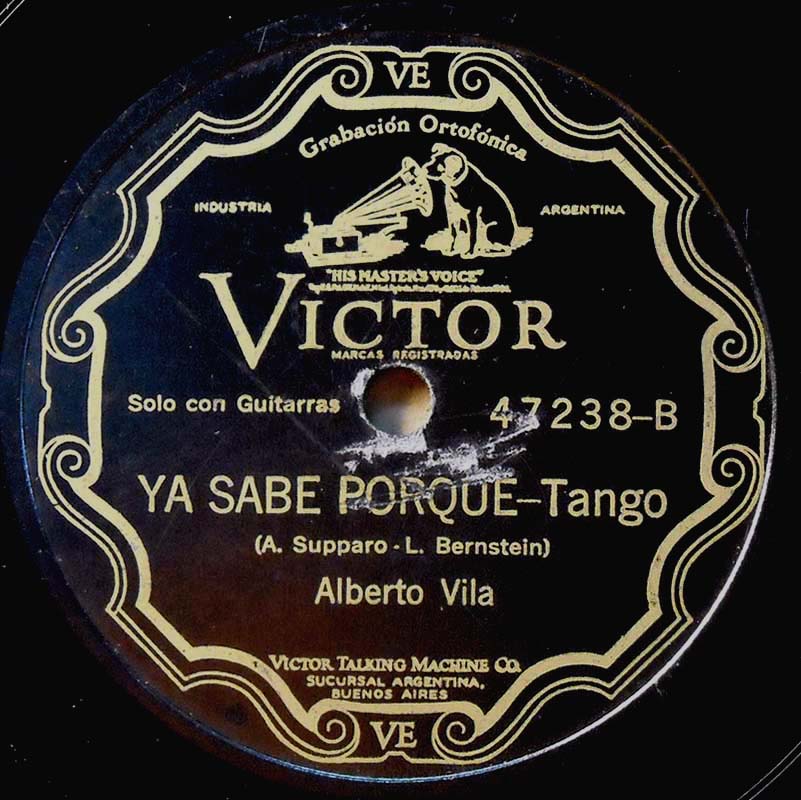 VE
Grabación Ortofónica
INDUSTRIA ARGENTINA
"HIS MASTER'S VOICE"
VICTOR
MARCAS REGISTRADAS
Solo con Guitarras 47238-B
YA SABE PORQUE-Tango
(A. Supparo - L. Bernstein)
Alberto Vila
VICTOR TALKING MACHINE CO.
SUCURSAL ARGENTINA,
BUENOS AIRES
VE